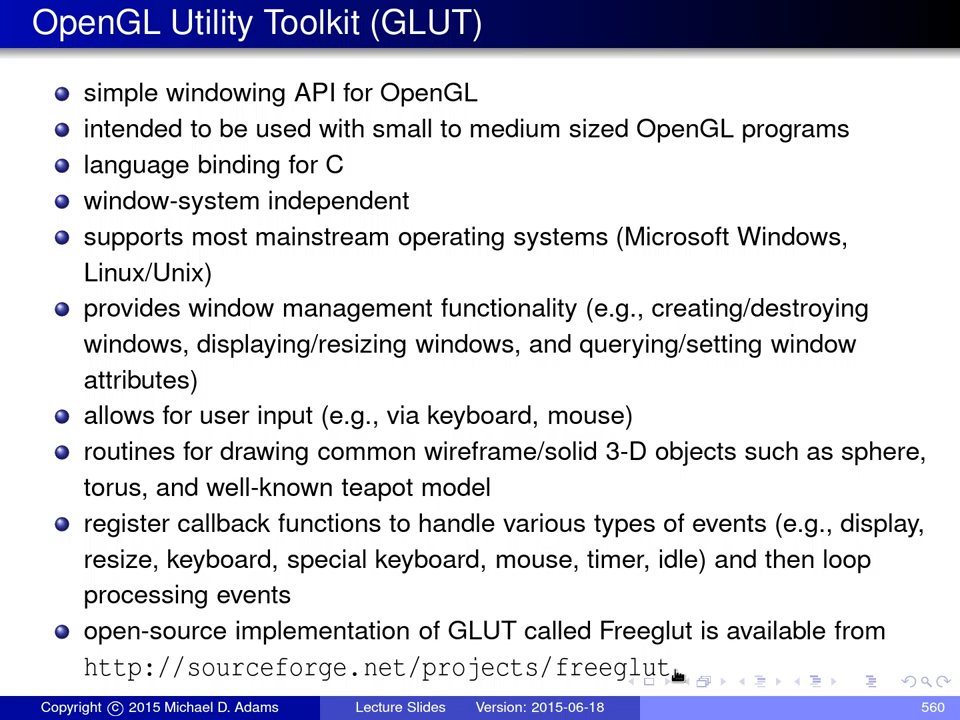 OpenGL Utility Toolkit (GLUT)
simple windowing API for OpenGL
intended to be used with small to medium sized OpenGL programs
language binding for C
window-system independent
supports most mainstream operating systems (Microsoft Windows,
Linux/Unix)
provides window management functionality (e.g., creating/destroying
windows, displaying/resizing windows, and querying/setting window
attributes)
allows for user input (e.g., via keyboard, mouse)
routines for drawing common wireframe/solid 3-D objects such as sphere,
torus, and well-known teapot model
register callback functions to handle various types of events (e.g., display,
resize, keyboard, special keyboard, mouse, timer, idle) and then loop
processing events
open-source implementation of GLUT called Freeglut is available from
http://sourceforge.net/projects/freeglut
Copyright © 2015 Michael D. Adams Lecture Slides Version: 2015-06-18 560